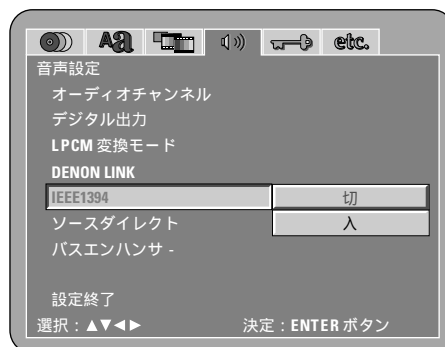 Aa etc.
音声設定
オーディオチャンネル
デジタル出力
LPCM 変換モード
DENON LINK
IEEE1394 切
ソースダイレクト 入
バスエンハンサ -
設定終了
選択：▲▼◀▶ 決定：ENTER ボタン